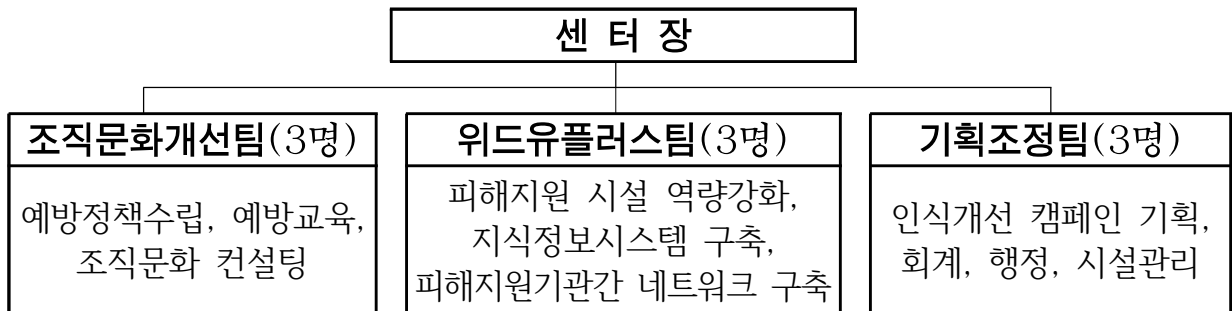 센 터 장
조직문화개선팀(3명)
예방정책수립, 예방교육,
조직문화 컨설팅
위드유플러스팀(3명)
피해지원 시설 역량강화,
지식정보시스템 구축,
피해지원기관간 네트워크 구축
기획조정팀(3명)
인식개선 캠페인 기획,
회계, 행정, 시설관리